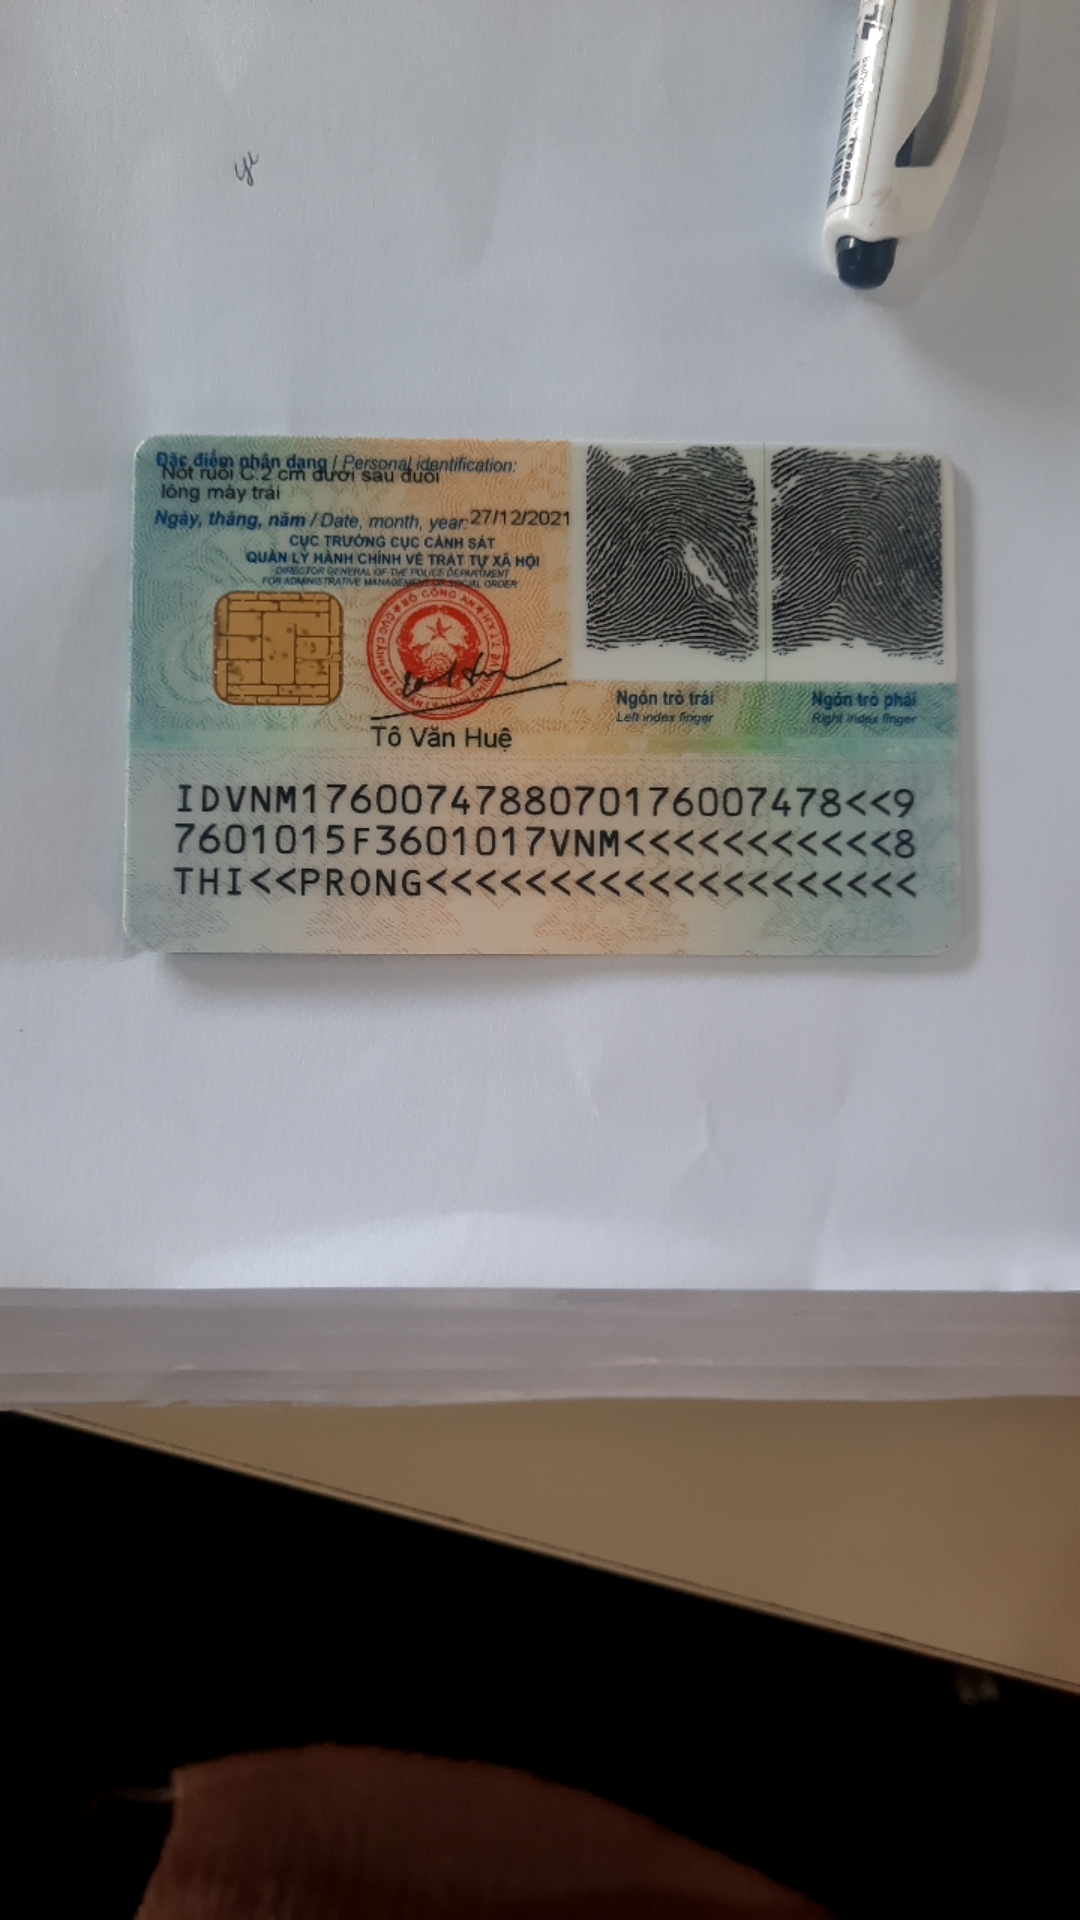 Đặc điểm nhân dạng / Personal identification:
Nốt ruồi C.2 cm dưới sau đuôi
lông mày trái
Ngày, tháng, năm / Date, month, year: 27/12/2021
CỤC TRƯỞNG CỤC CẢNH SÁT
QUẢN LÝ HÀNH CHÍNH VỀ TRẬT TỰ XÃ HỘI
DIRECTOR GENERAL OF THE POLICE DEPARTMENT
FOR ADMINISTRATIVE MANAGEMENT OF SOCIAL ORDER
BỘ CÔNG AN
Tô Văn Huệ
Ngón trỏ trái
Left index finger
Ngón trỏ phải
Right index finger
IDVNM1760074788070176007478<<9
7601015F3601017VNM<<<<<<<<<<<8
THI<<PRONG<<<<<<<<<<<<<<<<<<<<